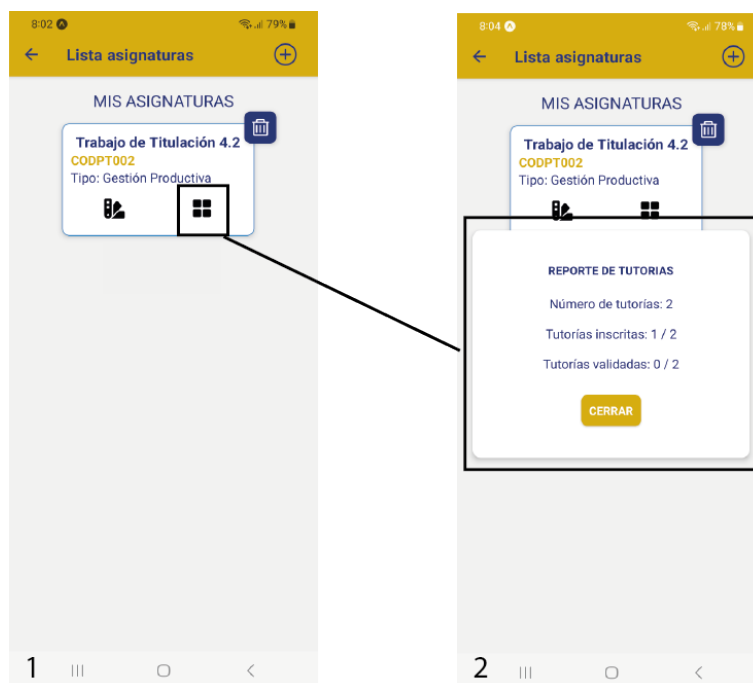 8:02
79%
Lista asignaturas
MIS ASIGNATURAS
Trabajo de Titulación 4.2
CODPT002
Tipo: Gestión Productiva
1
8:04
78%
Lista asignaturas
MIS ASIGNATURAS
Trabajo de Titulación 4.2
CODPT002
Tipo: Gestión Productiva
REPORTE DE TUTORIAS
Número de tutorías: 2
Tutorías inscritas: 1 / 2
Tutorías validadas: 0 / 2
CERRAR
2